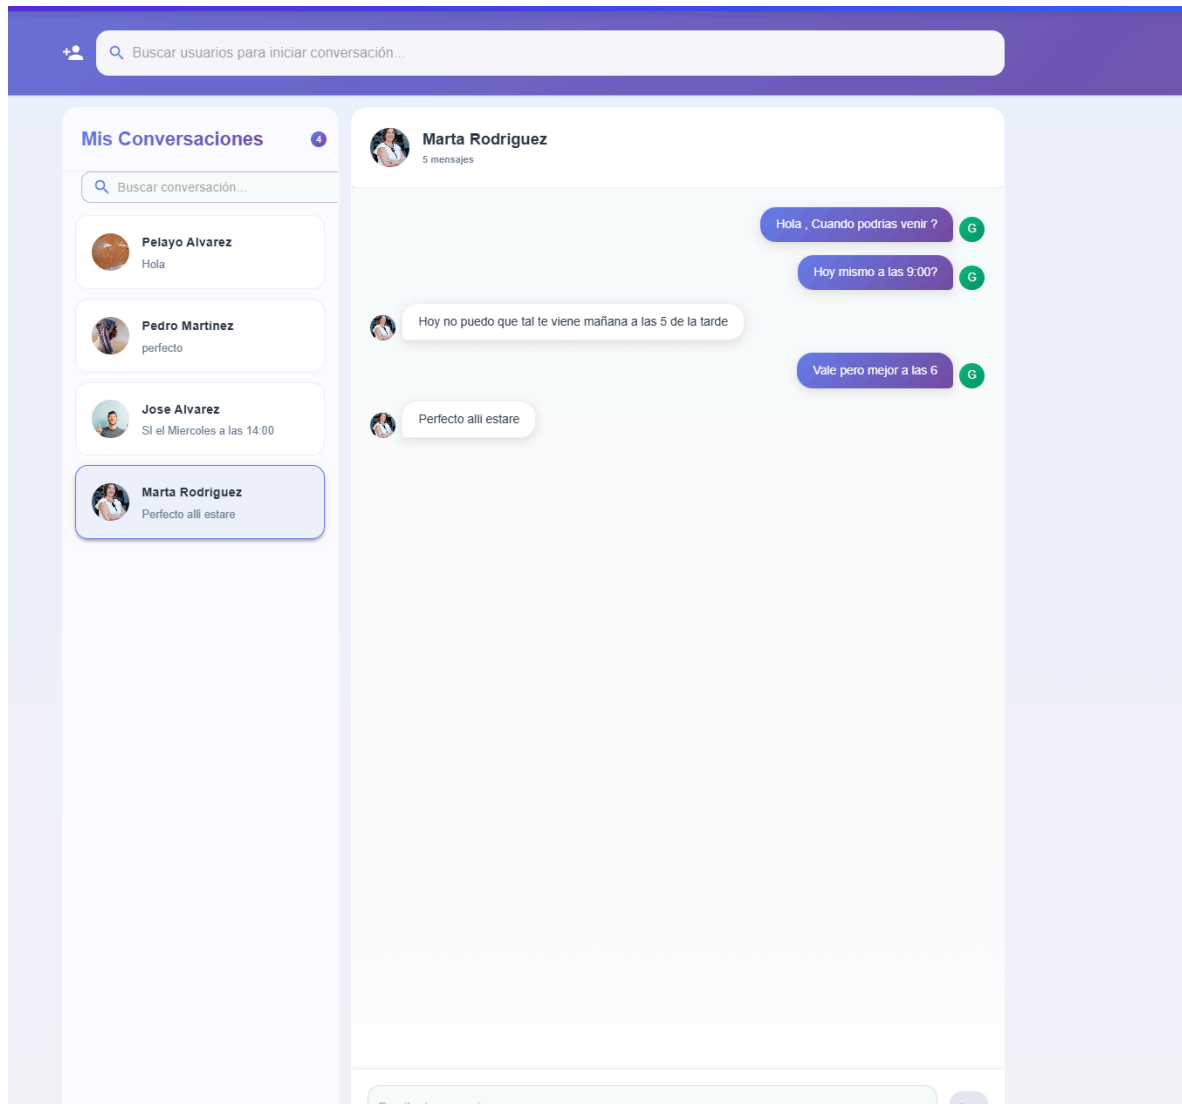 Buscar usuarios para iniciar conversación...
Mis Conversaciones
4
Buscar conversación...
Pelayo Alvarez
Hola
Pedro Martinez
perfecto
Jose Alvarez
SI el Miercoles a las 14:00
Marta Rodriguez
Perfecto alli estare
Marta Rodriguez
5 mensajes
Hola , Cuando podrias venir ?
G
Hoy mismo a las 9:00?
G
Hoy no puedo que tal te viene mañana a las 5 de la tarde
Vale pero mejor a las 6
G
Perfecto alli estare